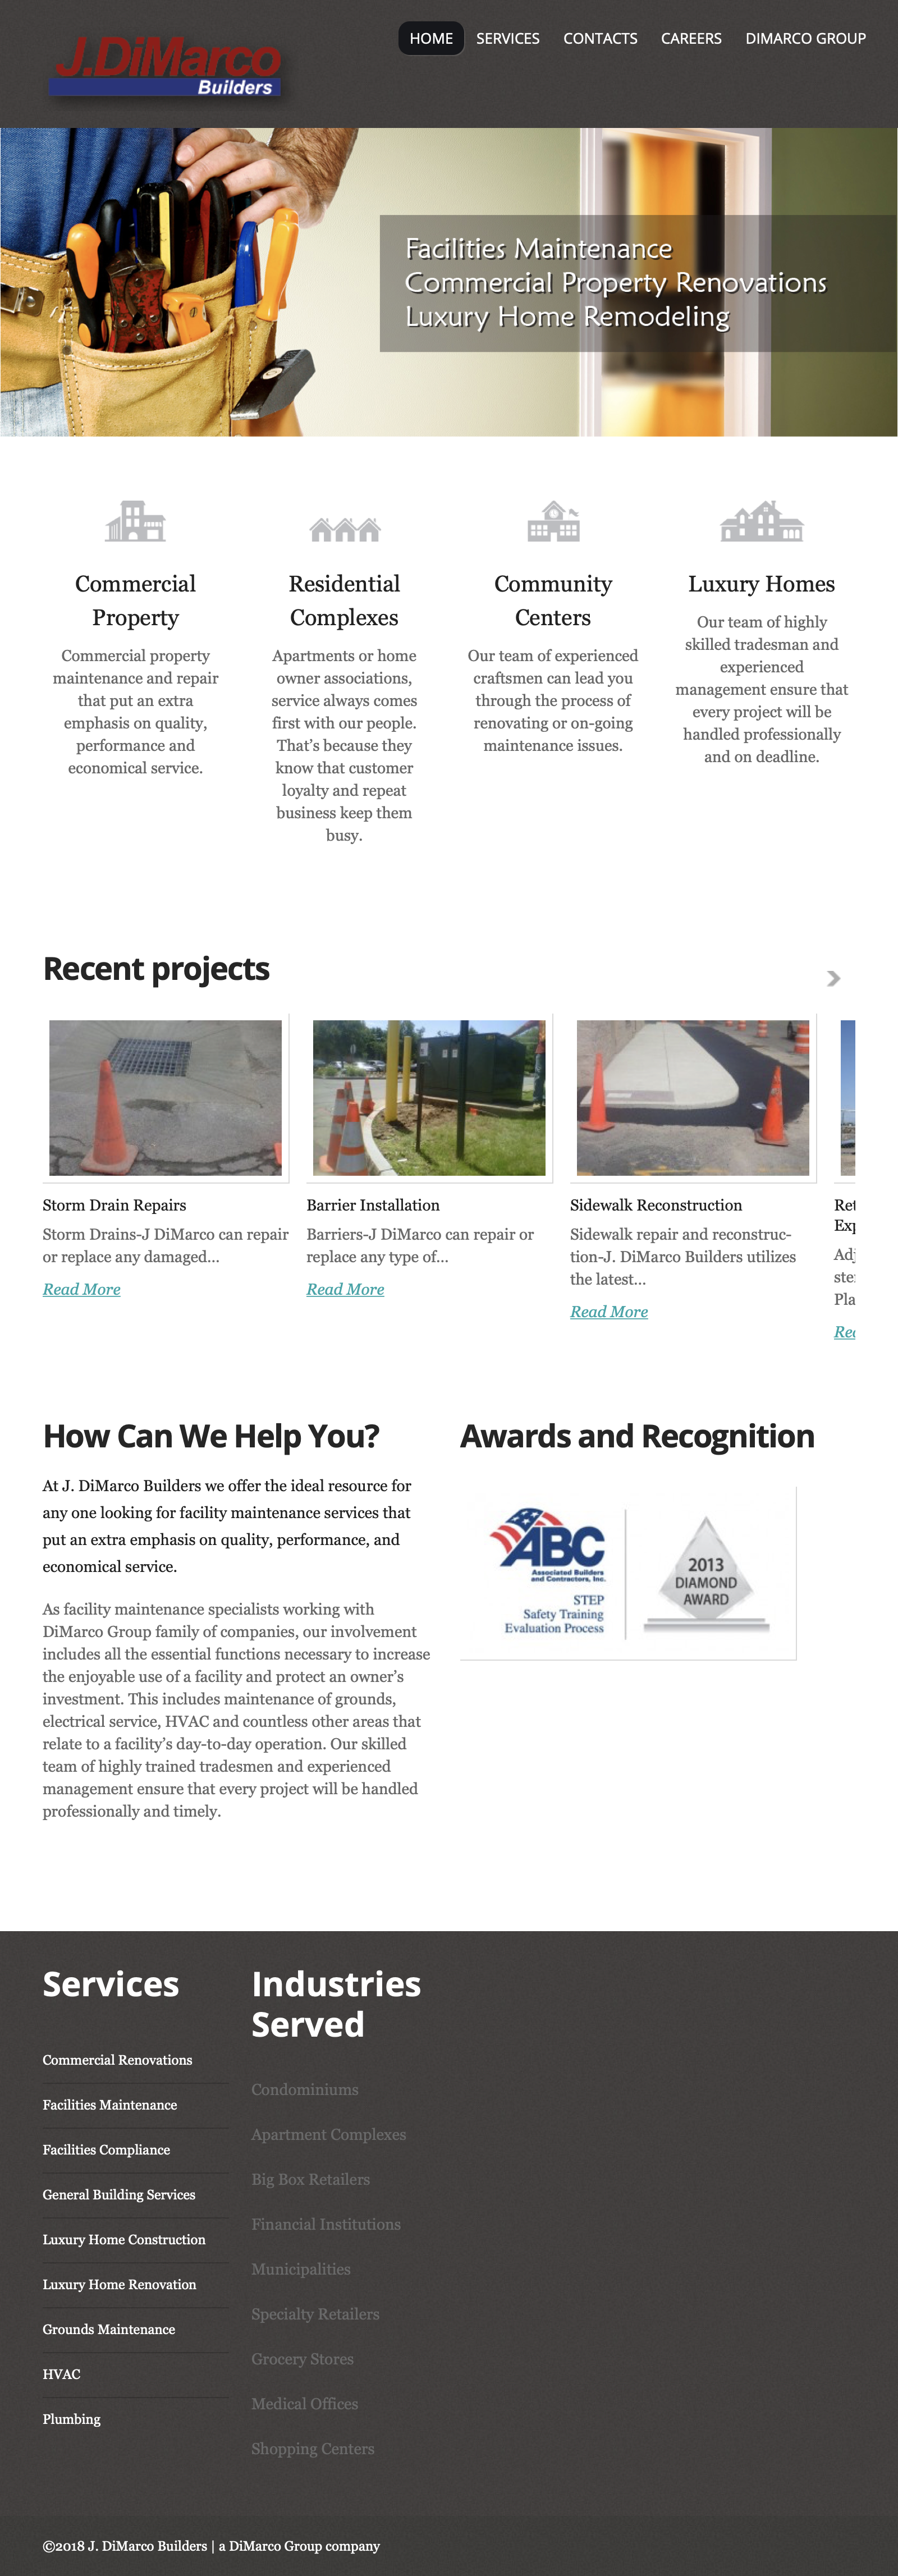 J.DiMarco
Builders
HOME SERVICES CONTACTS CAREERS DIMARCO GROUP
Facilities Maintenance
Commercial Property Renovations
Luxury Home Remodeling
Commercial
Property
Commercial property
maintenance and repair
that put an extra
emphasis on quality,
performance and
economical service.
Residential
Complexes
Apartments or home
owner associations,
service always comes
first with our people.
That’s because they
know that customer
loyalty and repeat
business keep them
busy.
Community
Centers
Our team of experienced
craftsmen can lead you
through the process of
renovating or on-going
maintenance issues.
Luxury Homes
Our team of highly
skilled tradesman and
experienced
management ensure that
every project will be
handled professionally
and on deadline.
Recent projects
Storm Drain Repairs
Storm Drains-J DiMarco can repair
or replace any damaged...
Read More
Barrier Installation
Barriers-J DiMarco can repair or
replace any type of...
Read More
Sidewalk Reconstruction
Sidewalk repair and reconstruc-
tion-J. DiMarco Builders utilizes
the latest...
Read More
How Can We Help You?
At J. DiMarco Builders we offer the ideal resource for
any one looking for facility maintenance services that
put an extra emphasis on quality, performance, and
economical service.
As facility maintenance specialists working with
DiMarco Group family of companies, our involvement
includes all the essential functions necessary to increase
the enjoyable use of a facility and protect an owner’s
investment. This includes maintenance of grounds,
electrical service, HVAC and countless other areas that
relate to a facility’s day-to-day operation. Our skilled
team of highly trained tradesmen and experienced
management ensure that every project will be handled
professionally and timely.
Awards and Recognition
ABC
Associated Builders
and Contractors, Inc.
STEP
Safety Training
Evaluation Process
2013
DIAMOND
AWARD
Services
Commercial Renovations
Facilities Maintenance
Facilities Compliance
General Building Services
Luxury Home Construction
Luxury Home Renovation
Grounds Maintenance
HVAC
Plumbing
Industries
Served
Condominiums
Apartment Complexes
Big Box Retailers
Financial Institutions
Municipalities
Specialty Retailers
Grocery Stores
Medical Offices
Shopping Centers
©2018 J. DiMarco Builders | a DiMarco Group company